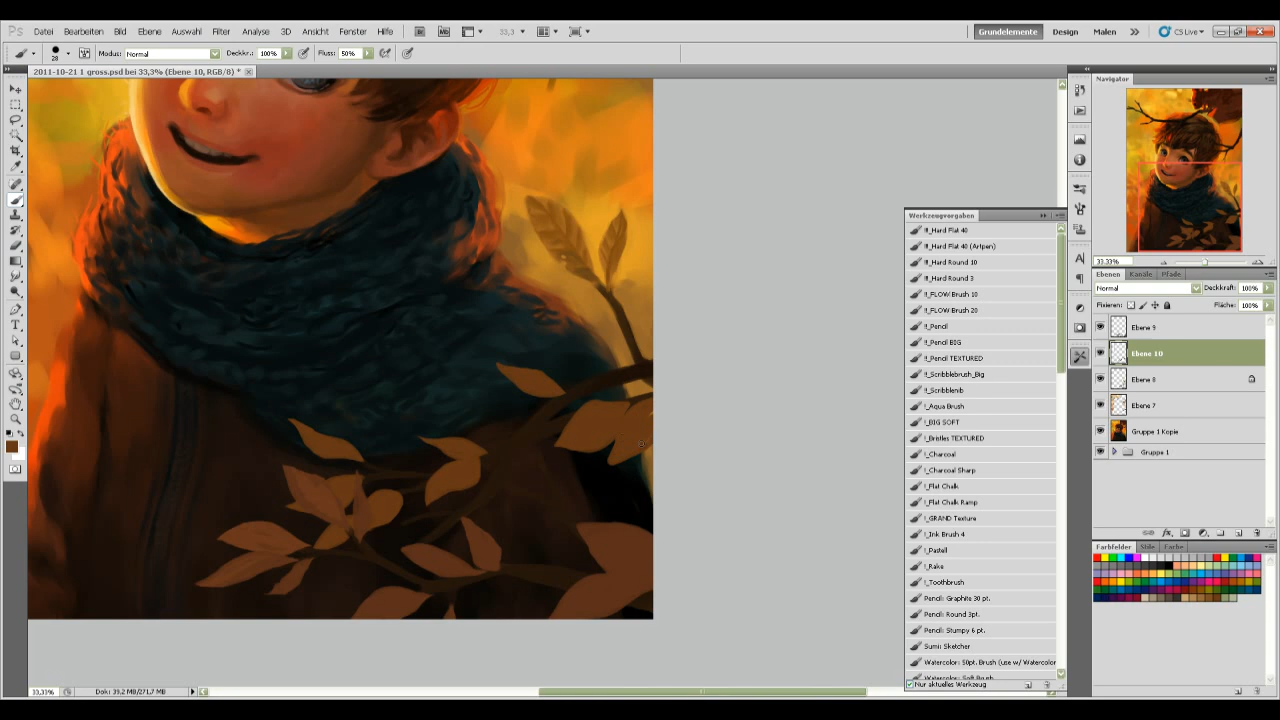 Ps Datei Bearbeiten Bild Ebene Auswahl Filter Analyse 3D Ansicht Fenster Hilfe Br Mb 33,3 Grundelemente Design Malen CS Live
28 Modus: Normal Deckkr.: 100% Fluss: 50%
2011-10-21 1 gross.psd bei 33,3% (Ebene 10, RGB/8) *
Navigator
33.33%
Werkzeugvorgaben
!!!_Hard Flat 40
!!!_Hard Flat 40 (Artpen)
!!!_Hard Round 10
!!!_Hard Round 3
!!_FLOW Brush 10
!!_FLOW Brush 20
!!_Pencil
!!_Pencil BIG
!!_Pencil TEXTURED
!!_Scribblebrush_Big
!!_Scribblenib
!_Aqua Brush
!_BIG SOFT
!_Bristles TEXTURED
!_Charcoal
!_Charcoal Sharp
!_Flat Chalk
!_Flat Chalk Ramp
!_GRAND Texture
!_Ink Brush 4
!_Pastell
!_Rake
!_Toothbrush
Pencil: Graphite 30 pt.
Pencil: Round 3pt.
Pencil: Stumpy 6 pt.
Sumi: Sketcher
Watercolor: 50pt. Brush (use w/ Watercolor
Nur aktuelles Werkzeug
Ebenen Kanäle Pfade
Normal Deckkraft: 100%
Fixieren: Fläche: 100%
Ebene 9
Ebene 10
Ebene 8
Ebene 7
Gruppe 1 Kopie
Gruppe 1
Farbfelder Stile Farbe
33,33% Dok: 39,2 MB/271,7 MB